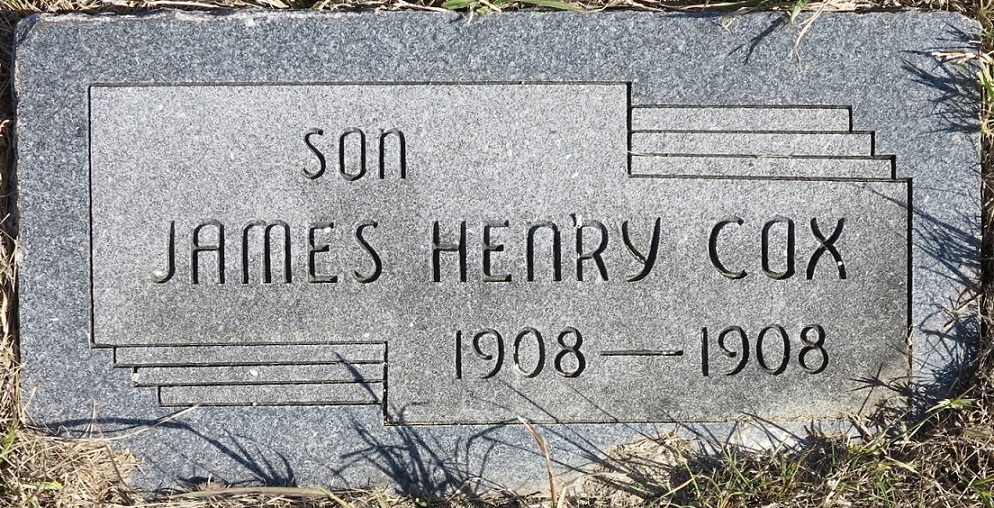 SON
JAMES HENRY COX
1908 — 1908